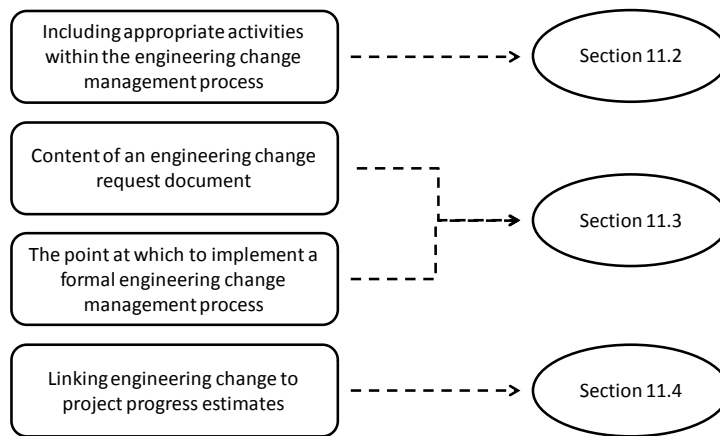 Including appropriate activities
within the engineering change
management process
Section 11.2
Content of an engineering change
request document
Section 11.3
The point at which to implement a
formal engineering change
management process
Linking engineering change to
project progress estimates
Section 11.4